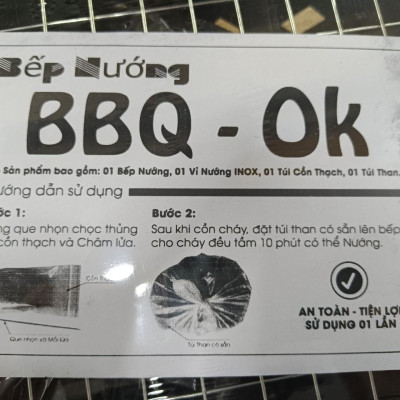 Bếp Nướng
BBQ - Ok
Sản phẩm bao gồm: 01 Bếp Nướng, 01 Vỉ Nướng INOX, 01 Túi Cồn Thạch, 01 Túi Than.
ướng dẫn sử dụng
ớc 1:
ng que nhọn chọc thủng
cồn thạch và Châm lửa.
Que nhọn và Mồi lửa
Bước 2:
Sau khi cồn cháy, đặt túi than có sẵn lên bếp
cho cháy đều tầm 10 phút có thể Nướng.
Túi than có sẵn
AN TOÀN - TIỆN LỢI
SỬ DỤNG 01 LẦN